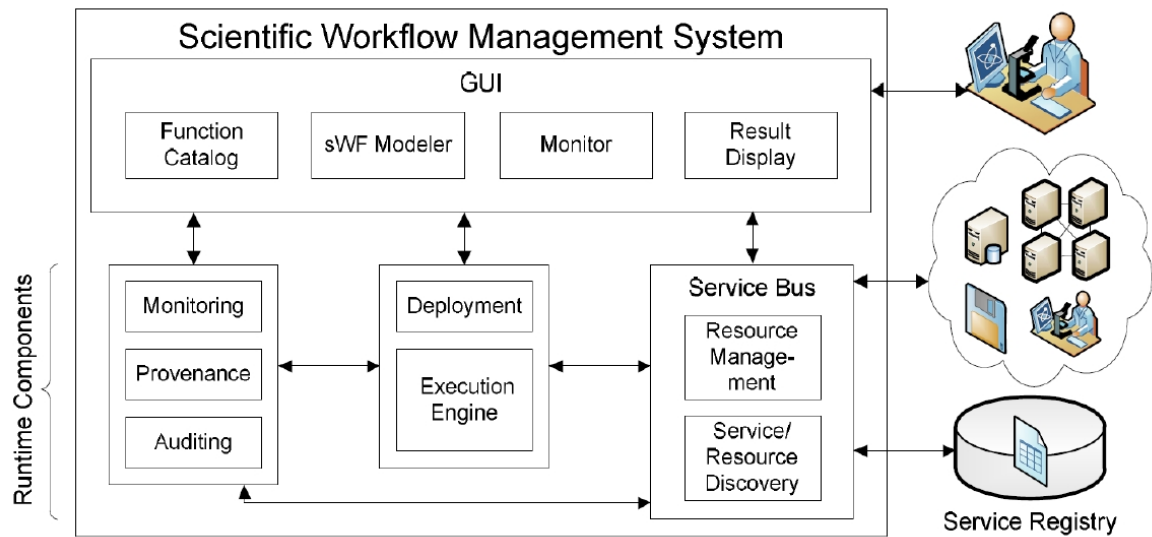 Scientific Workflow Management System
GUI
Function
Catalog
sWF Modeler
Monitor
Result
Display
Runtime Components
Monitoring
Provenance
Auditing
Deployment
Execution
Engine
Service Bus
Resource
Manage-
ment
Service/
Resource
Discovery
Service Registry